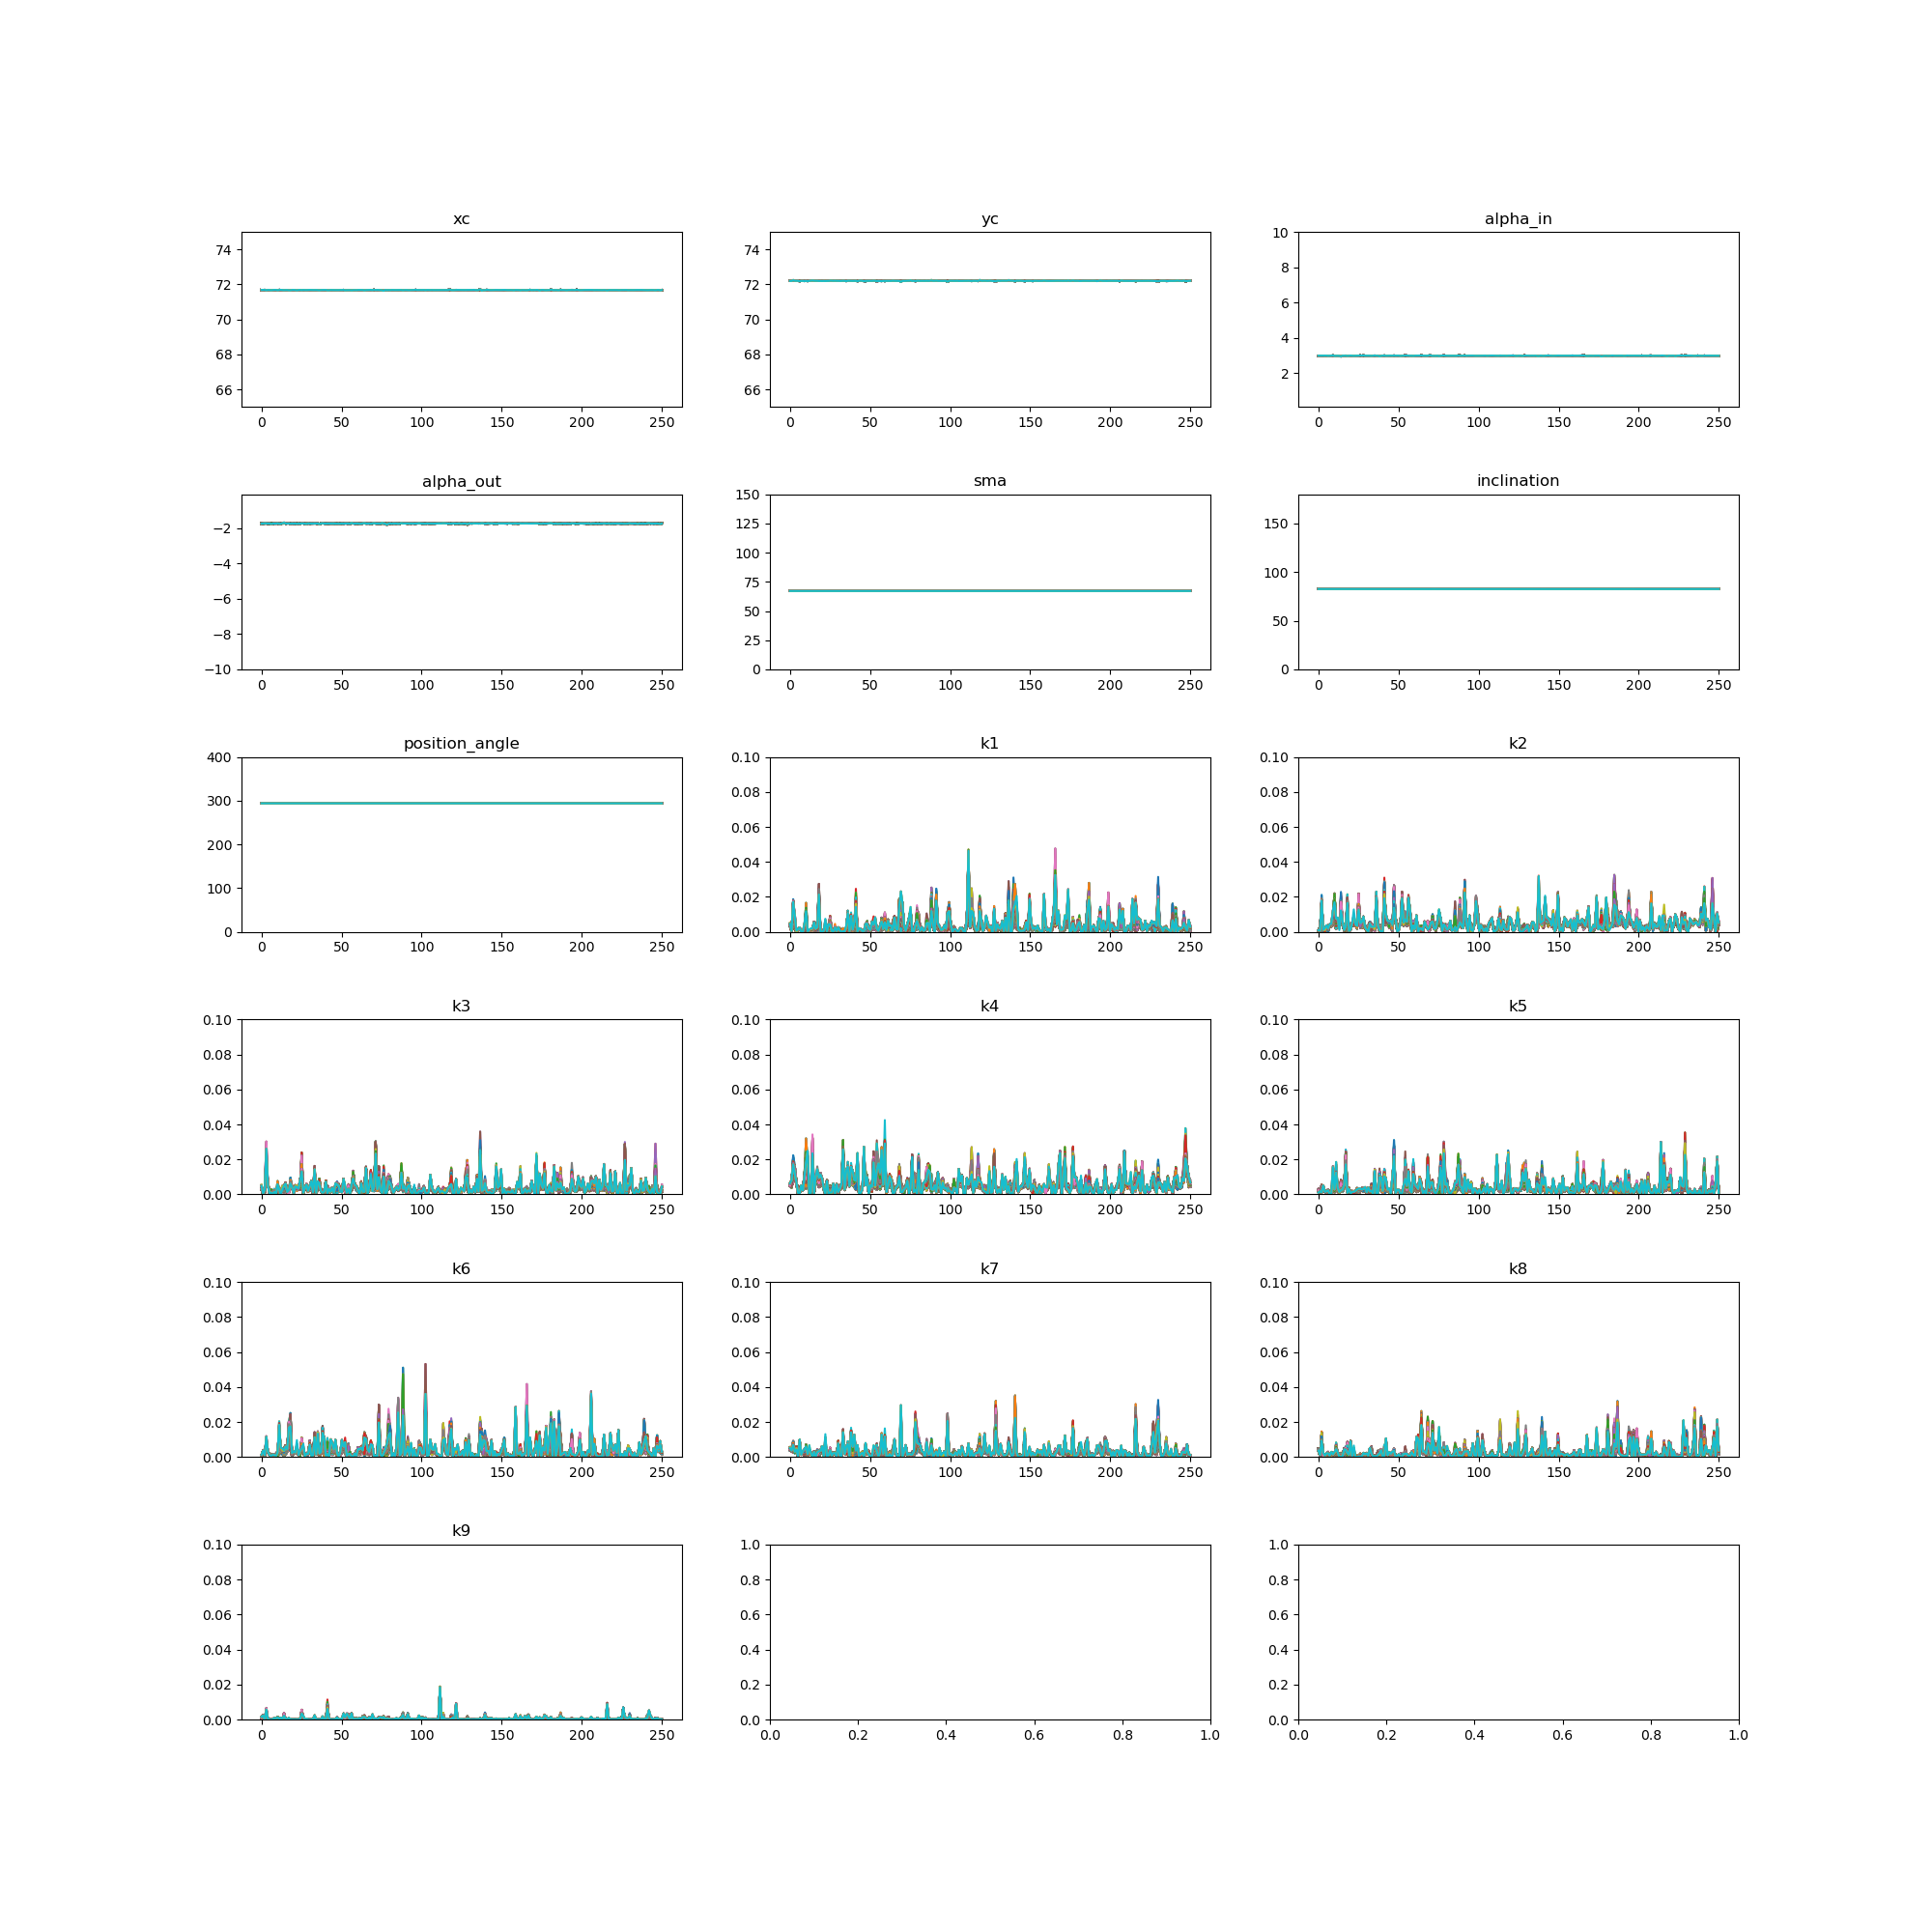 xc yc alpha_in
74 74 10
72 72 8
70 70 6
68 68 4
66 66 2
0 50 100 150 200 250 0 50 100 150 200 250 0 50 100 150 200 250
alpha_out sma inclination
−2 150 150
−4 125 100
−6 100 50
−8 75 0
−10 50
25
0
0 50 100 150 200 250 0 50 100 150 200 250 0 50 100 150 200 250
position_angle k1 k2
400 0.10 0.10
300 0.08 0.08
200 0.06 0.06
100 0.04 0.04
0 0.02 0.02
0.00 0.00
0 50 100 150 200 250 0 50 100 150 200 250 0 50 100 150 200 250
k3 k4 k5
0.10 0.10 0.10
0.08 0.08 0.08
0.06 0.06 0.06
0.04 0.04 0.04
0.02 0.02 0.02
0.00 0.00 0.00
0 50 100 150 200 250 0 50 100 150 200 250 0 50 100 150 200 250
k6 k7 k8
0.10 0.10 0.10
0.08 0.08 0.08
0.06 0.06 0.06
0.04 0.04 0.04
0.02 0.02 0.02
0.00 0.00 0.00
0 50 100 150 200 250 0 50 100 150 200 250 0 50 100 150 200 250
k9
0.10 1.0 1.0
0.08 0.8 0.8
0.06 0.6 0.6
0.04 0.4 0.4
0.02 0.2 0.2
0.00 0.0 0.0
0 50 100 150 200 250 0.0 0.2 0.4 0.6 0.8 1.0 0.0 0.2 0.4 0.6 0.8 1.0